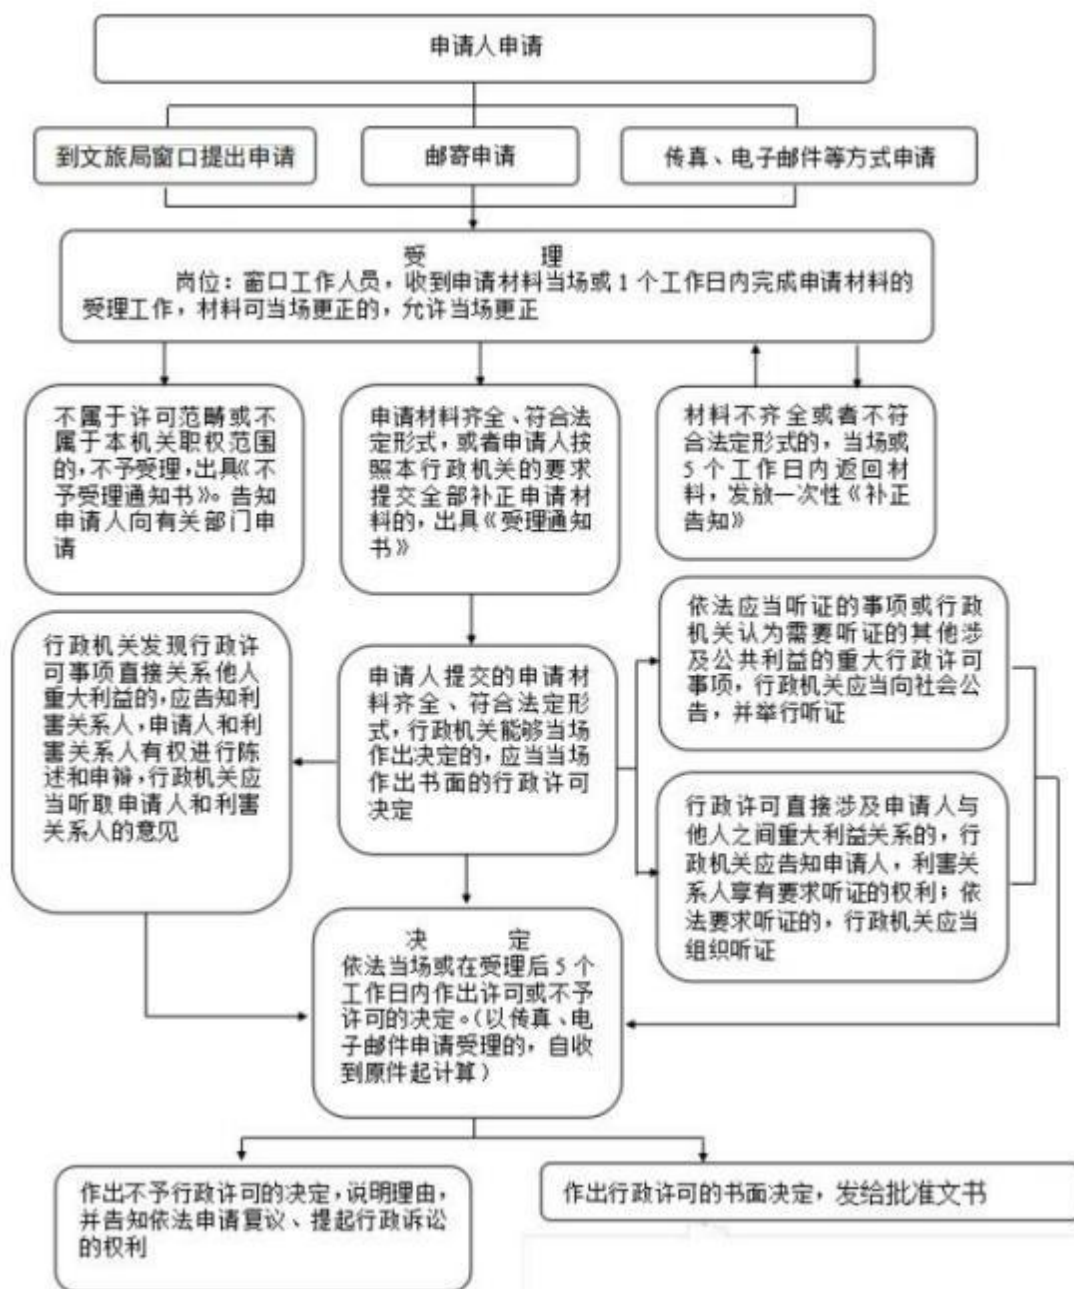 申请人申请
到文旅局窗口提出申请
邮寄申请
传真、电子邮件等方式申请
受 理
岗位：窗口工作人员，收到申请材料当场或1个工作日内完成申请材料的
受理工作，材料可当场更正的，允许当场更正
不属于许可范畴或不
属于本机关职权范围
的，不予受理，出具《不
予受理通知书》。告知
申请人向有关部门申
请
申请材料齐全、符合法
定形式，或者申请人按
照本行政机关的要求
提交全部补正申请材
料的，出具《受理通知
书》
材料不齐全或者不符
合法定形式的，当场或
5个工作日内返回材
料，发放一次性《补正
告知》
行政机关发现行政许
可事项直接关系他人
重大利益的，应告知利
害关系人，申请人和利
害关系人有权进行陈
述和申辩，行政机关应
当听取申请人和利害
关系人的意见
申请人提交的申请材
料齐全、符合法定形
式，行政机关能够当场
作出决定的，应当当场
作出书面的行政许可
决定
依法应当听证的事项或行政
机关认为需要听证的其他涉
及公共利益的重大行政许可
事项，行政机关应当向社会公
告，并举行听证
行政许可直接涉及申请人与
他人之间重大利益关系的，行
政机关应告知申请人，利害关
系人享有要求听证的权利；依
法要求听证的，行政机关应当
组织听证
决 定
依法当场或在受理后5个
工作日内作出许可或不予
许可的决定。（以传真、电
子邮件申请受理的，自收
到原件起计算）
作出不予行政许可的决定，说明理由，
并告知依法申请复议、提起行政诉讼
的权利
作出行政许可的书面决定，发给批准文书